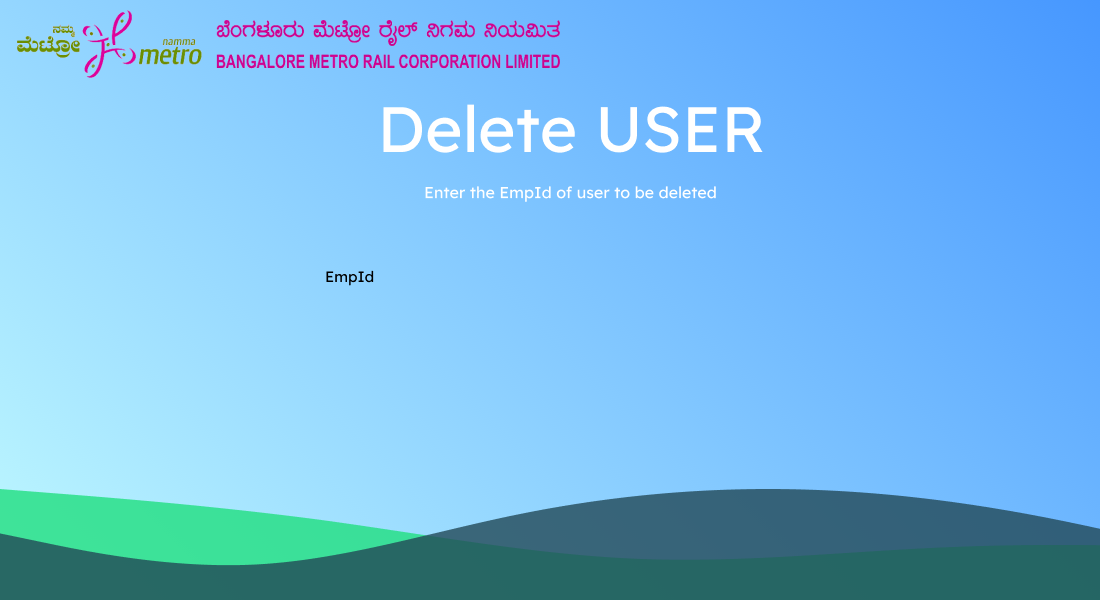 ನಮ್ಮ
ಮೆಟ್ರೋ
namma
metro
ಬೆಂಗಳೂರು ಮೆಟ್ರೋ ರೈಲ್ ನಿಗಮ ನಿಯಮಿತ
BANGALORE METRO RAIL CORPORATION LIMITED
Delete USER
Enter the EmpId of user to be deleted
EmpId